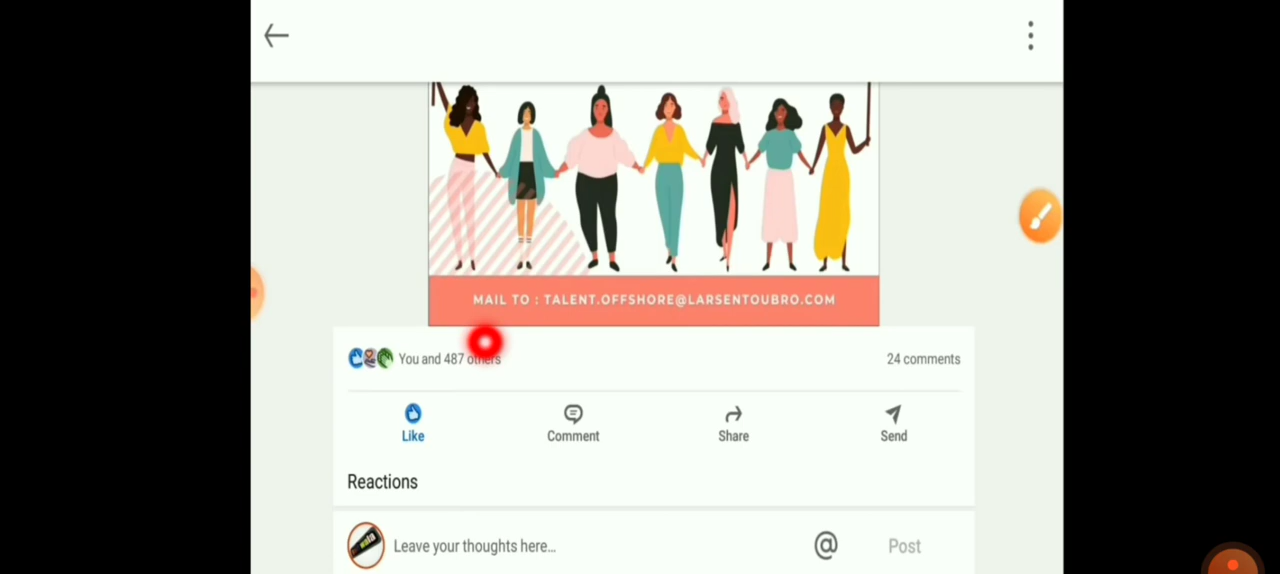 MAIL TO : TALENT.OFFSHORE@LARSENTOUBRO.COM
You and 487 others
24 comments
Like
Comment
Share
Send
Reactions
Leave your thoughts here...
@
Post